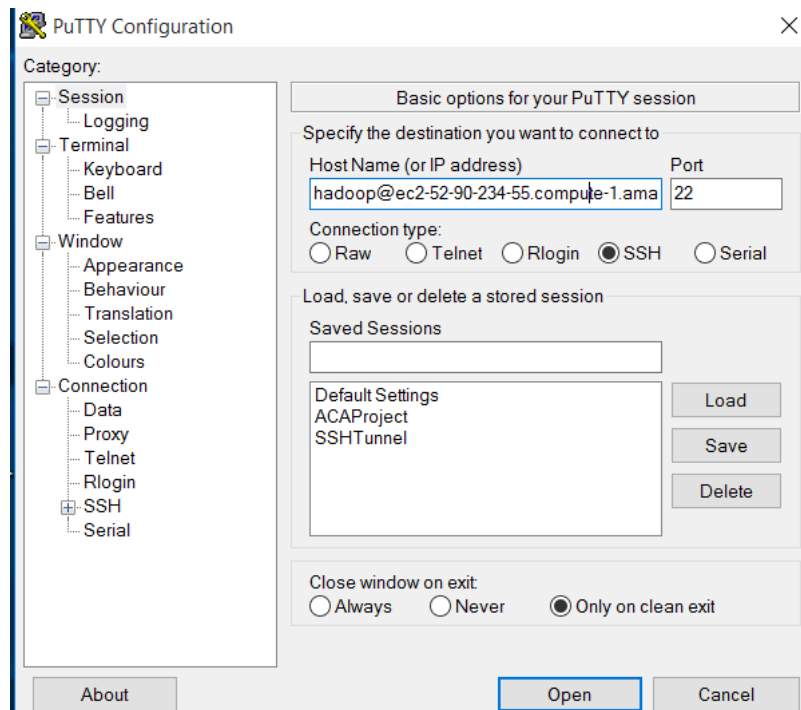 PuTTY Configuration
Category:
Session
Logging
Terminal
Keyboard
Bell
Features
Window
Appearance
Behaviour
Translation
Selection
Colours
Connection
Data
Proxy
Telnet
Rlogin
SSH
Serial
Basic options for your PuTTY session
Specify the destination you want to connect to
Host Name (or IP address) Port
hadoop@ec2-52-90-234-55.compute-1.ama 22
Connection type:
Raw Telnet Rlogin SSH Serial
Load, save or delete a stored session
Saved Sessions
Default Settings
ACAProject
SSHTunnel
Load
Save
Delete
Close window on exit:
Always Never Only on clean exit
About Open Cancel